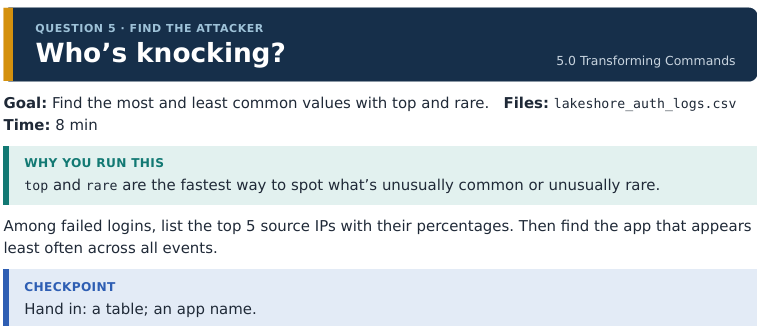 QUESTION 5 · FIND THE ATTACKER
Who’s knocking?
5.0 Transforming Commands
Goal: Find the most and least common values with top and rare. Files: lakeshore_auth_logs.csv
Time: 8 min
WHY YOU RUN THIS
top and rare are the fastest way to spot what’s unusually common or unusually rare.
Among failed logins, list the top 5 source IPs with their percentages. Then find the app that appears
least often across all events.
CHECKPOINT
Hand in: a table; an app name.